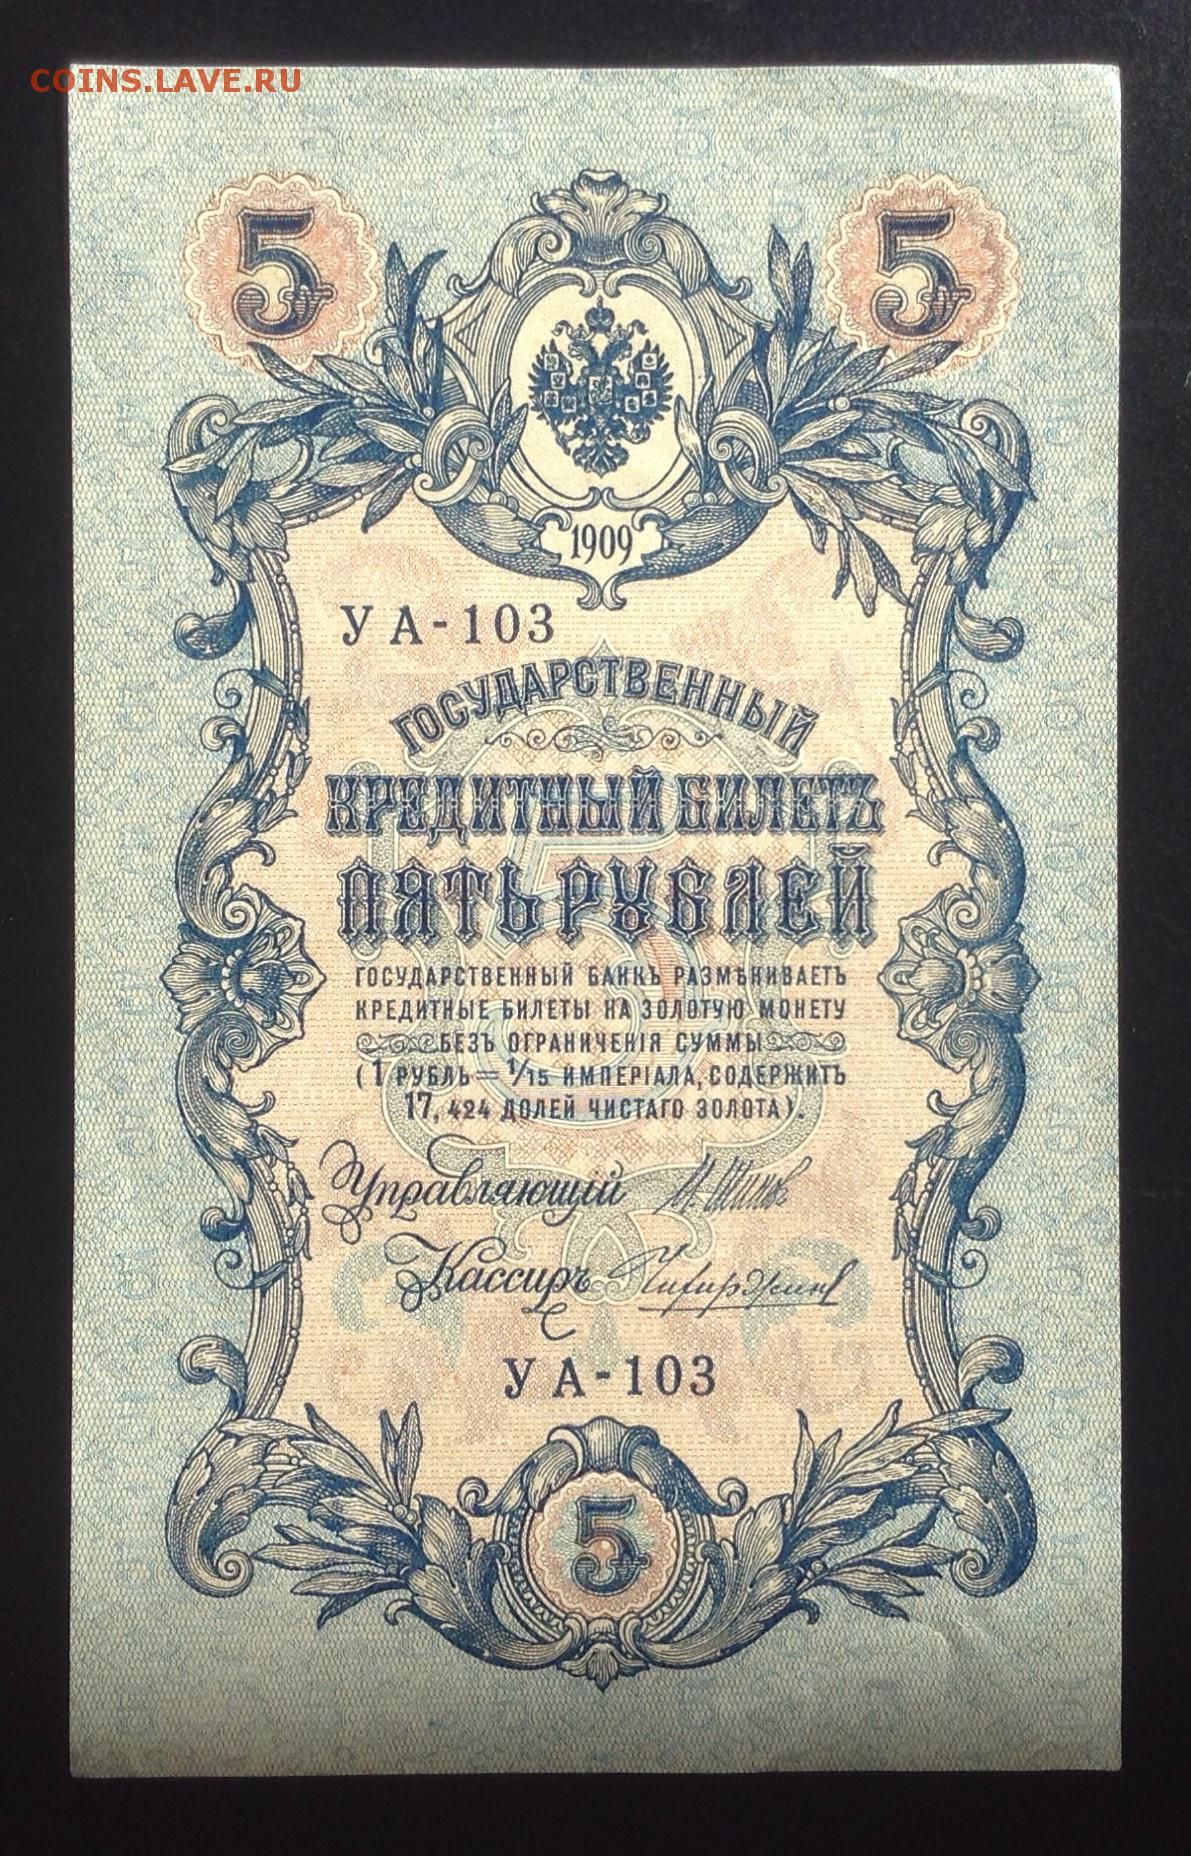 COINS.LAVE.RU
5 5
1909
УА-103
ГОСУДАРСТВЕННЫЙ
КРЕДИТНЫЙ БИЛЕТЪ
ПЯТЬ РУБЛЕЙ
ГОСУДАРСТВЕННЫЙ БАНКЪ РАЗМѢНИВАЕТЪ
КРЕДИТНЫЕ БИЛЕТЫ НА ЗОЛОТУЮ МОНЕТУ
БЕЗЪ ОГРАНИЧЕНІЯ СУММЫ
(1 РУБЛЬ = 1/15 ИМПЕРІАЛА, СОДЕРЖИТЪ
17, 424 ДОЛЕЙ ЧИСТАГО ЗОЛОТА).
Управляющій И. Шипов
Кассиръ
УА-103
5